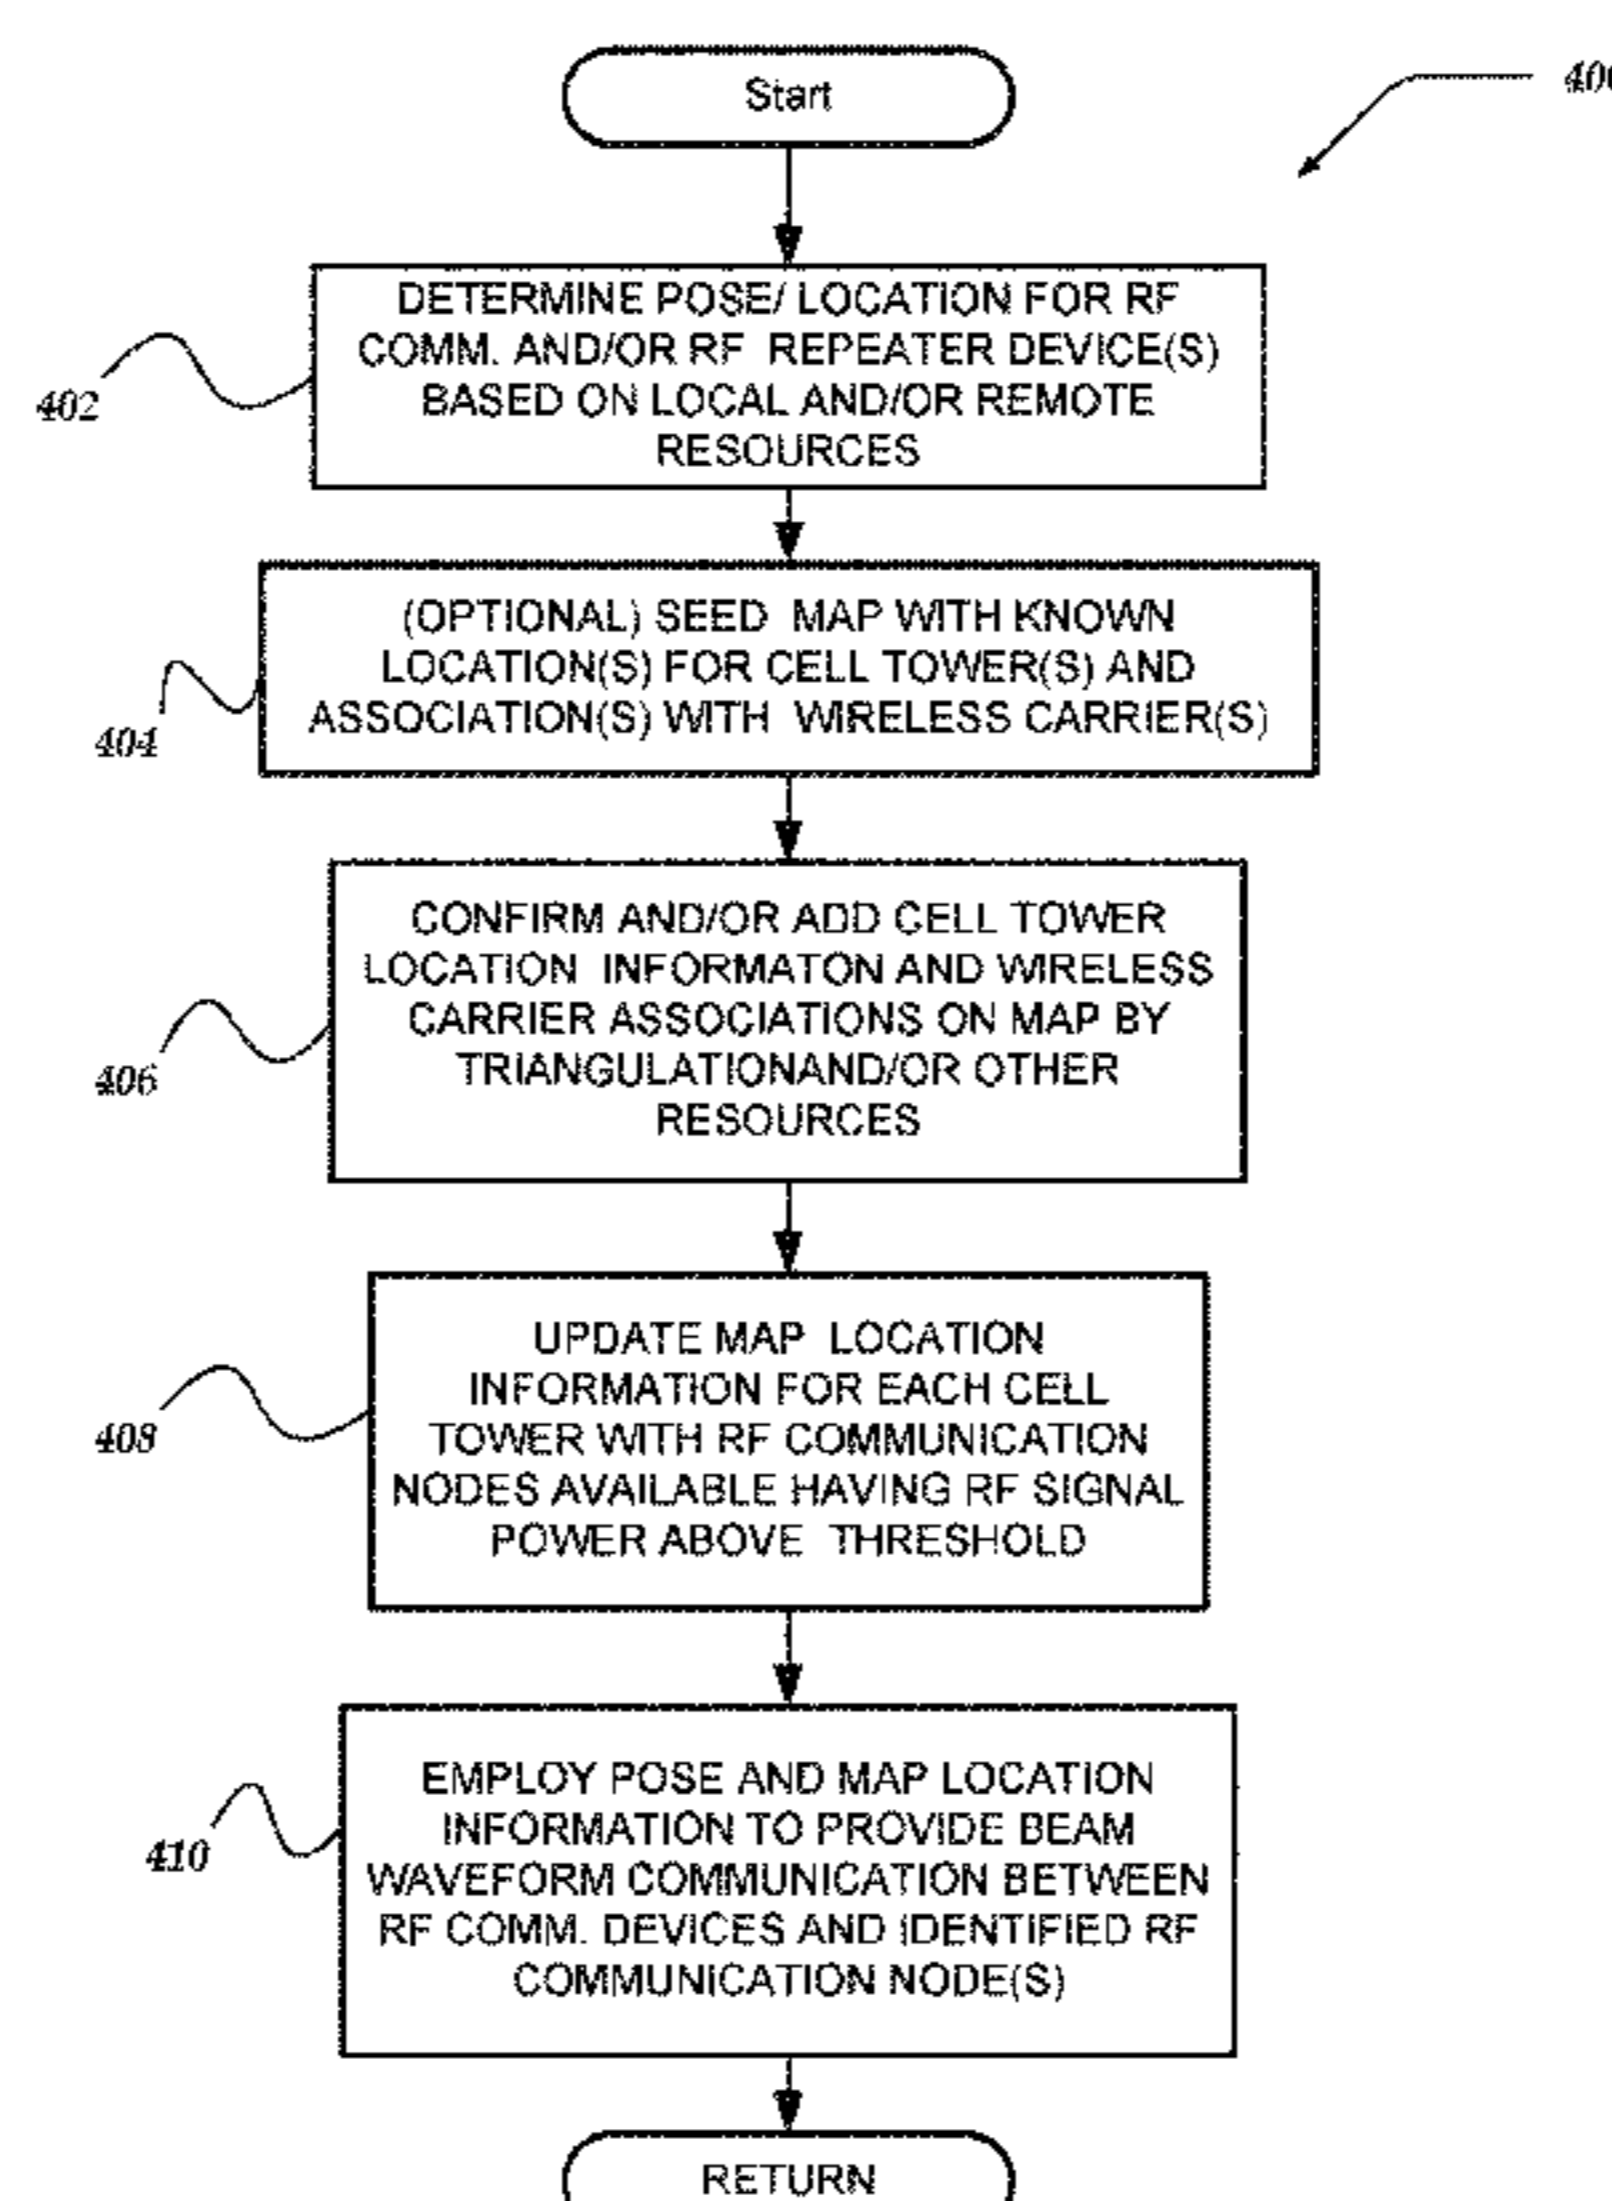 Start
400
DETERMINE POSE/ LOCATION FOR RF
COMM. AND/OR RF REPEATER DEVICE(S)
BASED ON LOCAL AND/OR REMOTE
RESOURCES
402
(OPTIONAL) SEED MAP WITH KNOWN
LOCATION(S) FOR CELL TOWER(S) AND
ASSOCIATION(S) WITH WIRELESS CARRIER(S)
404
CONFIRM AND/OR ADD CELL TOWER
LOCATION INFORMATON AND WIRELESS
CARRIER ASSOCIATIONS ON MAP BY
TRIANGULATIONAND/OR OTHER
RESOURCES
406
UPDATE MAP LOCATION
INFORMATION FOR EACH CELL
TOWER WITH RF COMMUNICATION
NODES AVAILABLE HAVING RF SIGNAL
POWER ABOVE THRESHOLD
408
EMPLOY POSE AND MAP LOCATION
INFORMATION TO PROVIDE BEAM
WAVEFORM COMMUNICATION BETWEEN
RF COMM. DEVICES AND IDENTIFIED RF
COMMUNICATION NODE(S)
410
RETURN